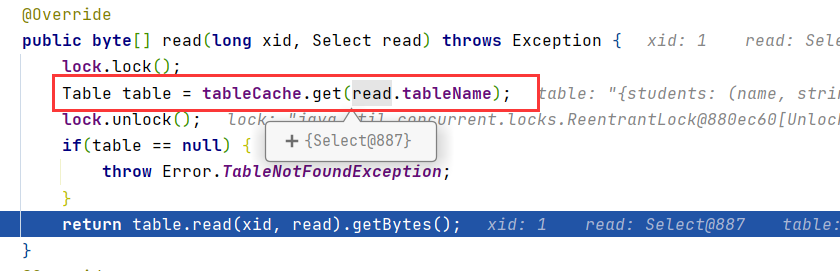 @Override
public byte[] read(long xid, Select read) throws Exception {   xid: 1    read: Sel
lock.lock();
Table table = tableCache.get(read.tableName);   table: "{students: (name, strin
lock.unlock();   lock: "java.util.concurrent.locks.ReentrantLock@880ec60[Unlock
+ {Select@887}
if(table == null) {
throw Error.TableNotFoundException;
}
return table.read(xid, read).getBytes();   xid: 1    read: Select@887    table:
}
@Override